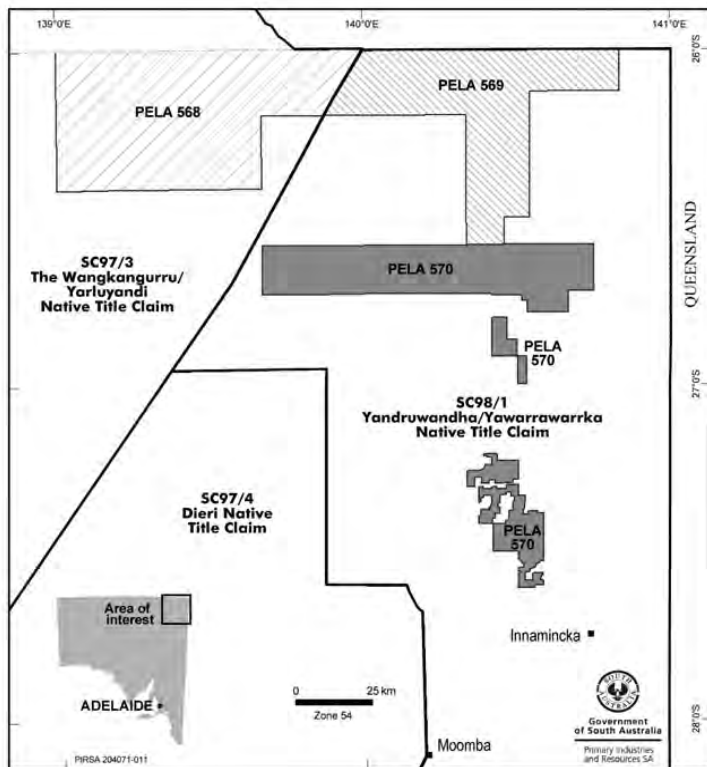 139°0'E
140°0'E
141°0'E
26°0'S
PELA 568
PELA 569
QUEENSLAND
PELA 570
SC97/3
The Wangkangurru/
Yarluyandi
Native Title Claim
PELA
570
27°0'S
SC98/1
Yandruwandha/Yawarrawarrka
Native Title Claim
SC97/4
Dieri Native
Title Claim
PELA
570
Area of
interest
Innamincka
ADELAIDE
0 25 km
Zone 54
SOUTH
AUSTRALIA
Government
of South Australia
Primary Industries
and Resources SA
28°0'S
Moomba
PIRSA 204071-011